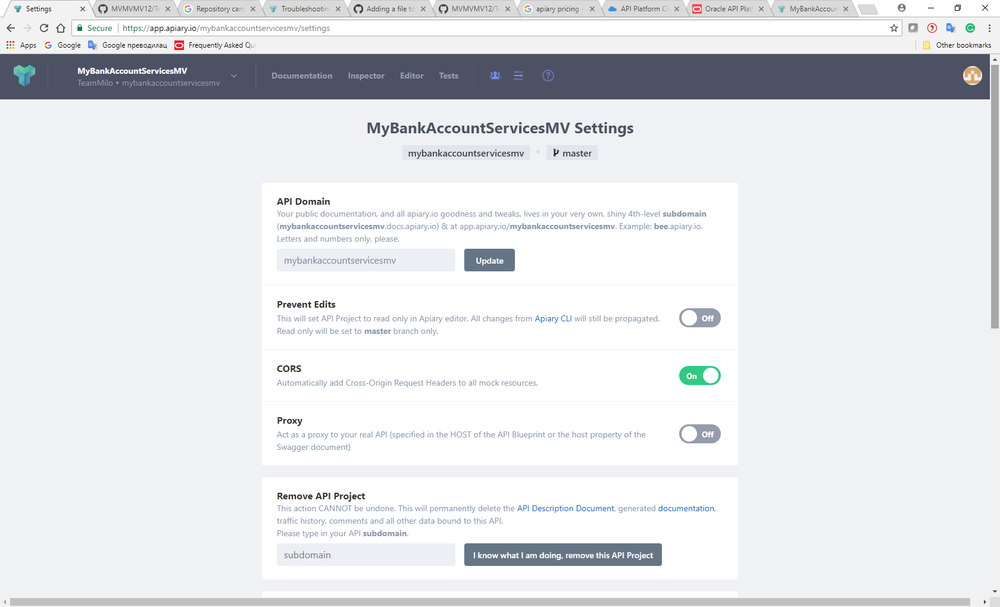 Settings
MVMVMV12/Te
Repository cann
Troubleshooting
Adding a file to
MVMVMV12/T
apiary pricing -
API Platform Cl
Oracle API Plat
MyBankAccoun
Secure
https://app.apiary.io/mybankaccountservicesmv/settings
Apps
Google
Google преводилац
Frequently Asked Qu
Other bookmarks
MyBankAccountServicesMV
TeamMilo • mybankaccountservicesmv
Documentation
Inspector
Editor
Tests
MyBankAccountServicesMV Settings
mybankaccountservicesmv
master
API Domain
Your public documentation, and all apiary.io goodness and tweaks, lives in your very own, shiny 4th-level subdomain
(mybankaccountservicesmv.docs.apiary.io) & at app.apiary.io/mybankaccountservicesmv. Example: bee.apiary.io.
Letters and numbers only, please.
mybankaccountservicesmv
Update
Prevent Edits
This will set API Project to read only in Apiary editor. All changes from Apiary CLI will still be propagated.
Read only will be set to master branch only.
Off
CORS
Automatically add Cross-Origin Request Headers to all mock resources.
On
Proxy
Act as a proxy to your real API (specified in the HOST of the API Blueprint or the host property of the
Swagger document)
Off
Remove API Project
This action CANNOT be undone. This will permanently delete the API Description Document, generated documentation,
traffic history, comments and all other data bound to this API.
Please type in your API subdomain.
subdomain
I know what I am doing, remove this API Project